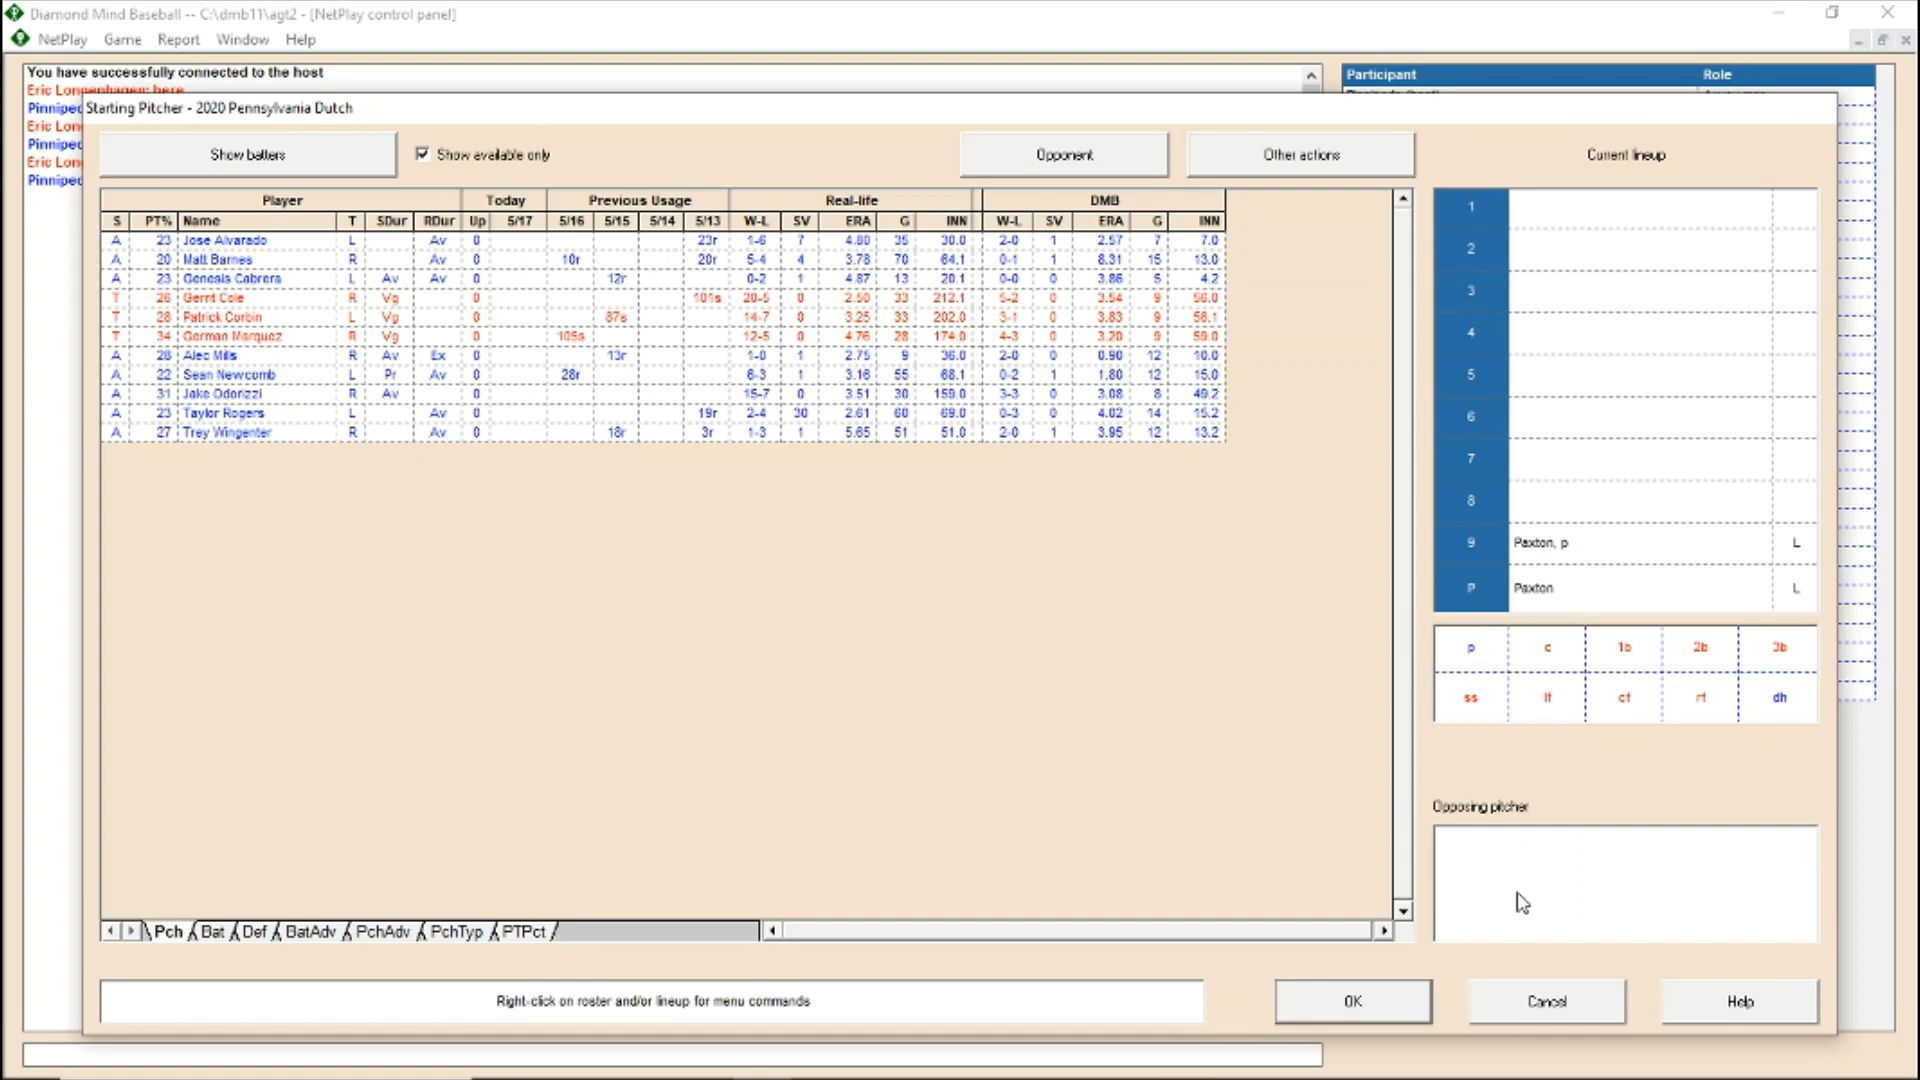 Diamond Mind Baseball -- C:\dmb11\agt2 - [NetPlay control panel]
NetPlay Game Report Window Help
You have successfully connected to the host
Participant Role
Eric Longenhagen: here
Pinniped
Starting Pitcher - 2020 Pennsylvania Dutch
Eric Lon
Pinniped
Eric Lon
Pinniped
Show batters Show available only Opponent Other actions Current lineup
Player Today Previous Usage Real-life DMB
S PT% Name T SDur RDur Up 5/17 5/16 5/15 5/14 5/13 W-L SV ERA G INN W-L SV ERA G INN
A 23 Jose Alvarado L Av 0 23r 1-6 7 4.80 35 30.0 2-0 1 2.57 7 7.0
A 20 Matt Barnes R Av 0 10r 20r 5-4 4 3.78 70 64.1 0-1 1 8.31 15 13.0
A 23 Genesis Cabrera L Av Av 0 12r 0-2 1 4.87 13 20.1 0-0 0 3.86 5 4.2
T 26 Gerrit Cole R Vg 0 101s 20-5 0 2.50 33 212.1 5-2 0 3.54 9 56.0
T 28 Patrick Corbin L Vg 0 87s 14-7 0 3.25 33 202.0 3-1 0 3.83 9 56.1
T 34 German Marquez R Vg 0 105s 12-5 0 4.76 28 174.0 4-3 0 3.20 9 59.0
A 28 Alec Mills R Av Ex 0 13r 1-0 1 2.75 9 36.0 2-0 0 0.90 12 10.0
A 22 Sean Newcomb L Pr Av 0 28r 6-3 1 3.16 55 68.1 0-2 1 1.80 12 15.0
A 31 Jake Odorizzi R Av 0 15-7 0 3.51 30 159.0 3-3 0 3.08 8 49.2
A 23 Taylor Rogers L Av 0 19r 2-4 30 2.61 60 69.0 0-3 0 4.02 14 15.2
A 27 Trey Wingenter R Av 0 18r 3r 1-3 1 5.65 51 51.0 2-0 1 3.95 12 13.2
1
2
3
4
5
6
7
8
9 Paxton, p L
P Paxton L
p c 1b 2b 3b
ss lf cf rf dh
Opposing pitcher
Pch Bat Def BatAdv PchAdv PchTyp PTPct
Right-click on roster and/or lineup for menu commands
OK Cancel Help